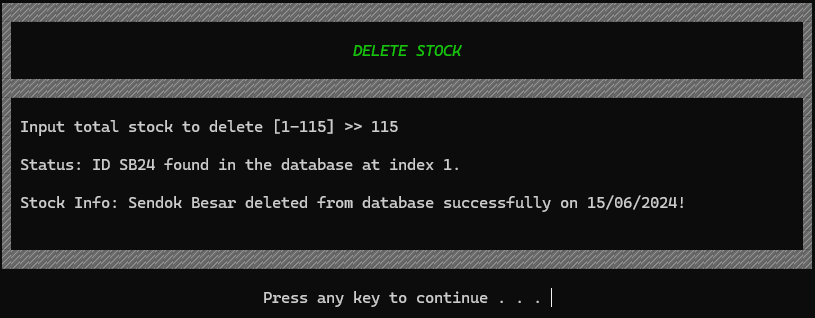 DELETE STOCK
Input total stock to delete [1-115] >> 115
Status: ID SB24 found in the database at index 1.
Stock Info: Sendok Besar deleted from database successfully on 15/06/2024!
Press any key to continue . . .